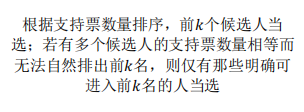 根据支持票数量排序，前k个候选人当
选；若有多个候选人的支持票数量相等而
无法自然排出前k名，则仅有那些明确可
进入前k名的人当选